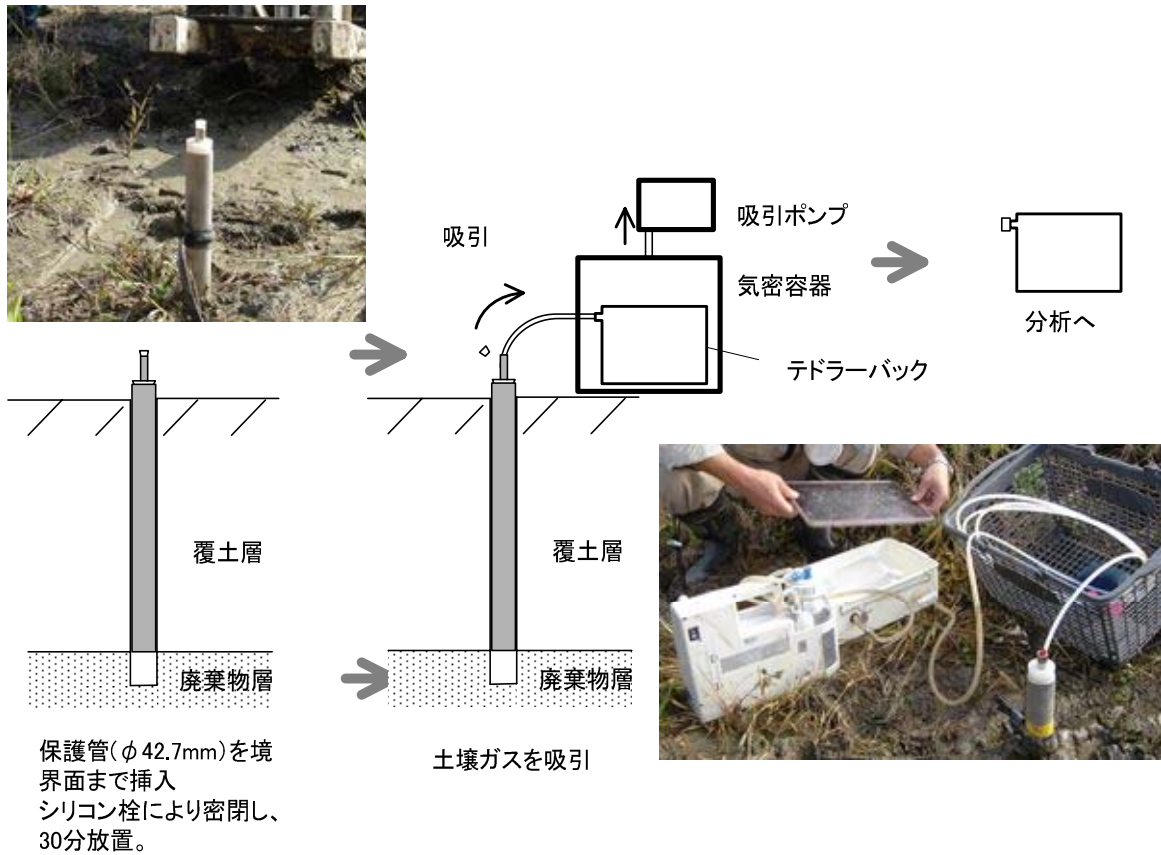 吸引
吸引ポンプ
気密容器
テドラーバック
分析へ
覆土層
廃棄物層
覆土層
廃棄物層
保護管(φ42.7mm)を境
界面まで挿入
シリコン栓により密閉し、
30分放置。
土壌ガスを吸引